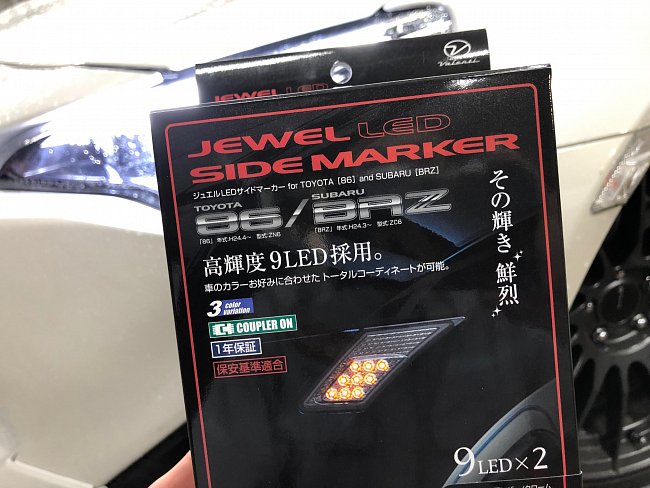 Valenti
JEWEL LED
JEWEL LED
SIDE MARKER
ジュエルLEDサイドマーカー for TOYOTA [86] and SUBARU [BRZ]
TOYOTA SUBARU
86/BRZ
「86」 年式:H24.4〜 型式:ZN6 「BRZ」 年式:H24.3〜 型式:ZC6
その輝き、鮮烈。
高輝度9LED採用。
車のカラーお好みに合わせた トータルコーディネートが可能。
3 color variation
COUPLER ON
1年保証
保安基準適合
9LED×2